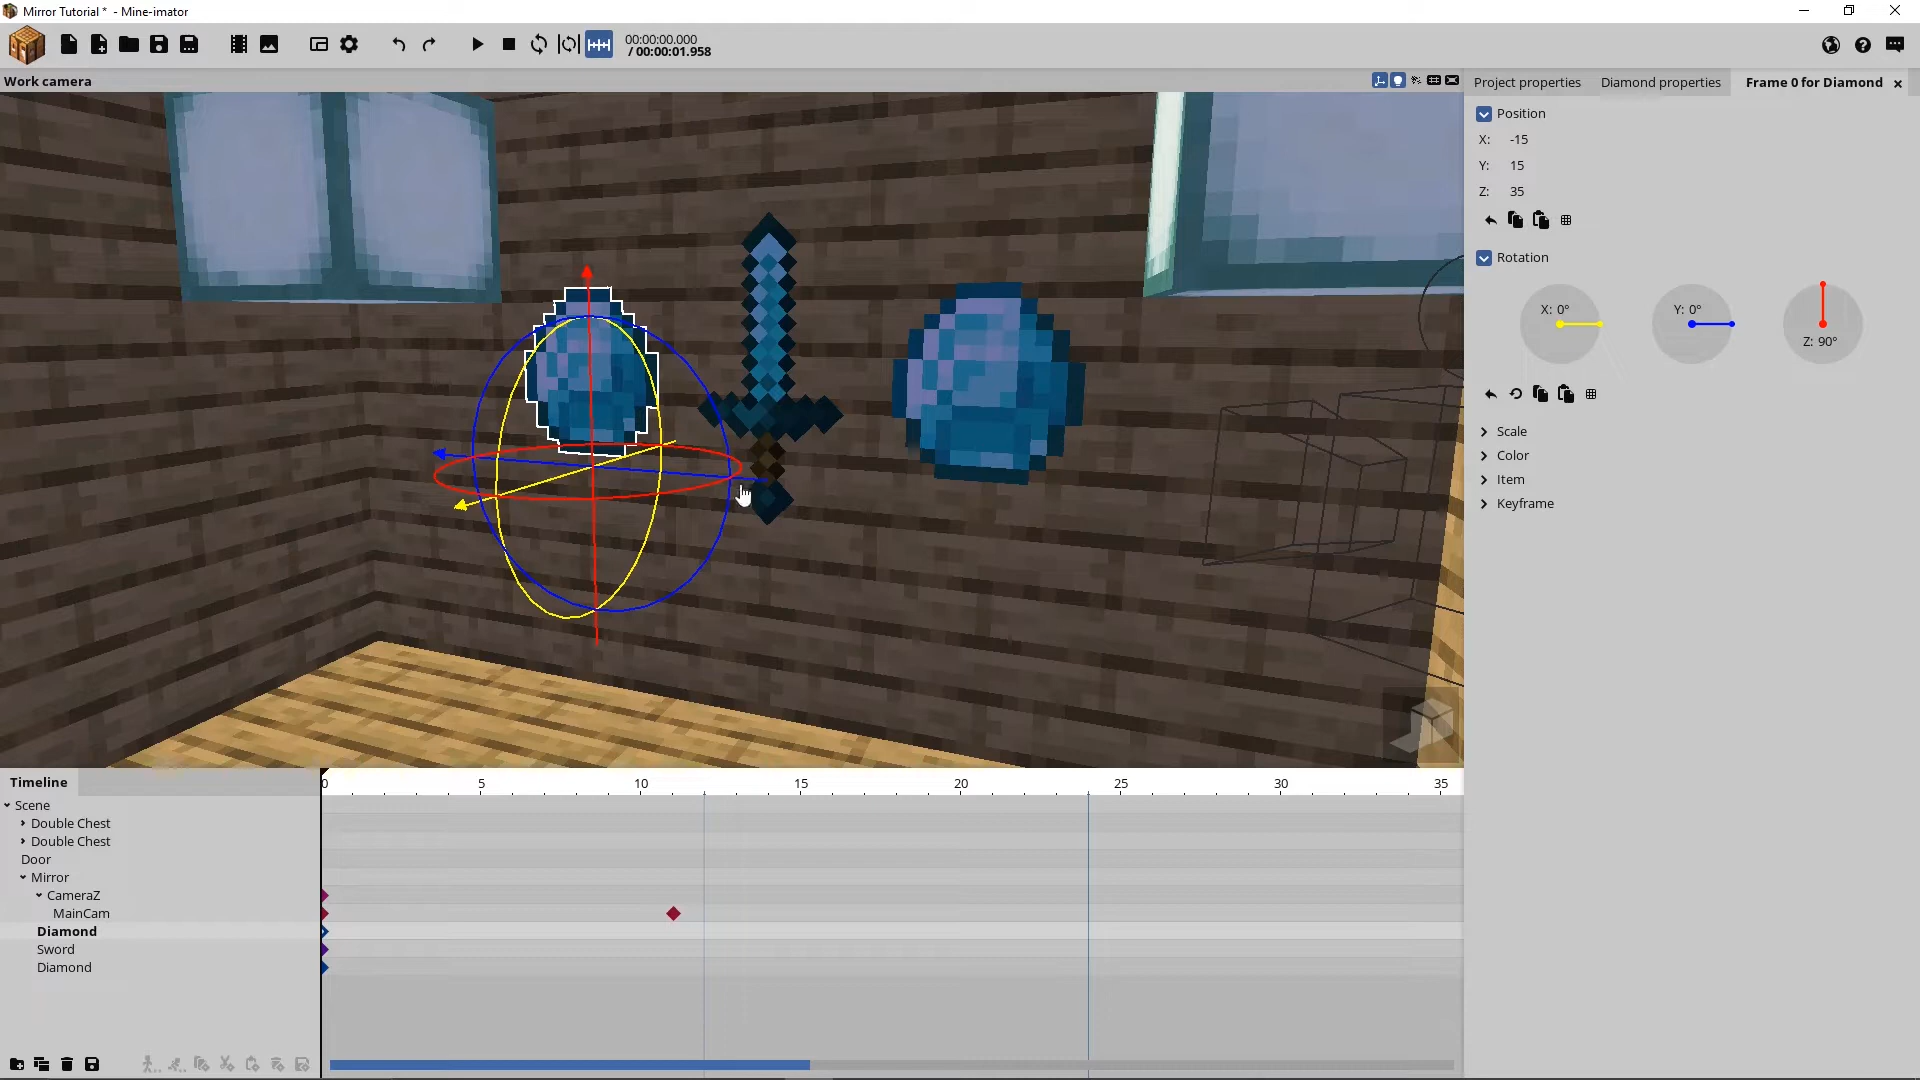 Mirror Tutorial * - Mine-imator
00:00:00.000
/ 00:00:01.958
Work camera
Project properties
Diamond properties
Frame 0 for Diamond
Position
X: -15
Y: 15
Z: 35
Rotation
X: 0°
Y: 0°
Z: 90°
Scale
Color
Item
Keyframe
Timeline
0 5 10 15 20 25 30 35
Scene
Double Chest
Double Chest
Door
Mirror
CameraZ
MainCam
Diamond
Sword
Diamond